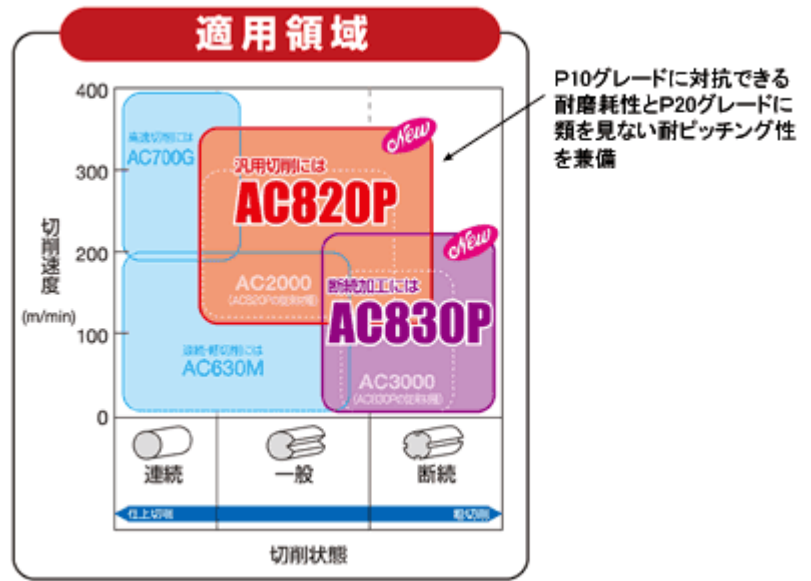 適用領域
P10グレードに対抗できる
耐磨耗性とP20グレードに
類を見ない耐ピッチング性
を兼備
400
300
200
100
0
切削速度
(m/min)
高速切削には
AC700G
New
汎用切削には
AC820P
AC2000
(AC820Pの従来材種)
New
断続加工には
AC830P
AC3000
(AC830Pの従来材種)
連続・軽切削には
AC630M
連続
一般
断続
仕上切削
粗切削
切削状態